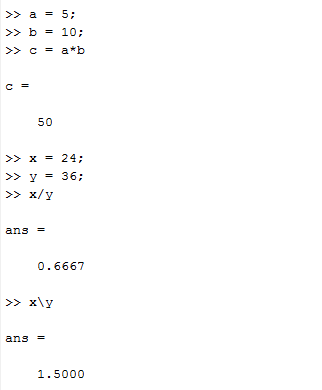 >> a = 5;
>> b = 10;
>> c = a*b
c =
50
>> x = 24;
>> y = 36;
>> x/y
ans =
0.6667
>> x\y
ans =
1.5000